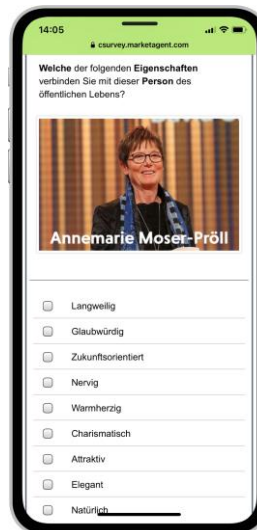 14:05
csurvey.marketagent.com
Welche der folgenden Eigenschaften
verbinden Sie mit dieser Person des
öffentlichen Lebens?
Annemarie Moser-Pröll
Langweilig
Glaubwürdig
Zukunftsorientiert
Nervig
Warmherzig
Charismatisch
Attraktiv
Elegant
Natürlich